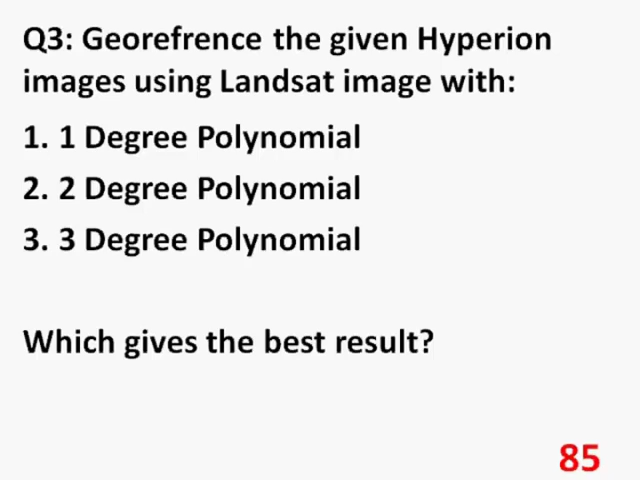 Q3: Georefrence the given Hyperion
images using Landsat image with:
1. 1 Degree Polynomial
2. 2 Degree Polynomial
3. 3 Degree Polynomial
Which gives the best result?
85